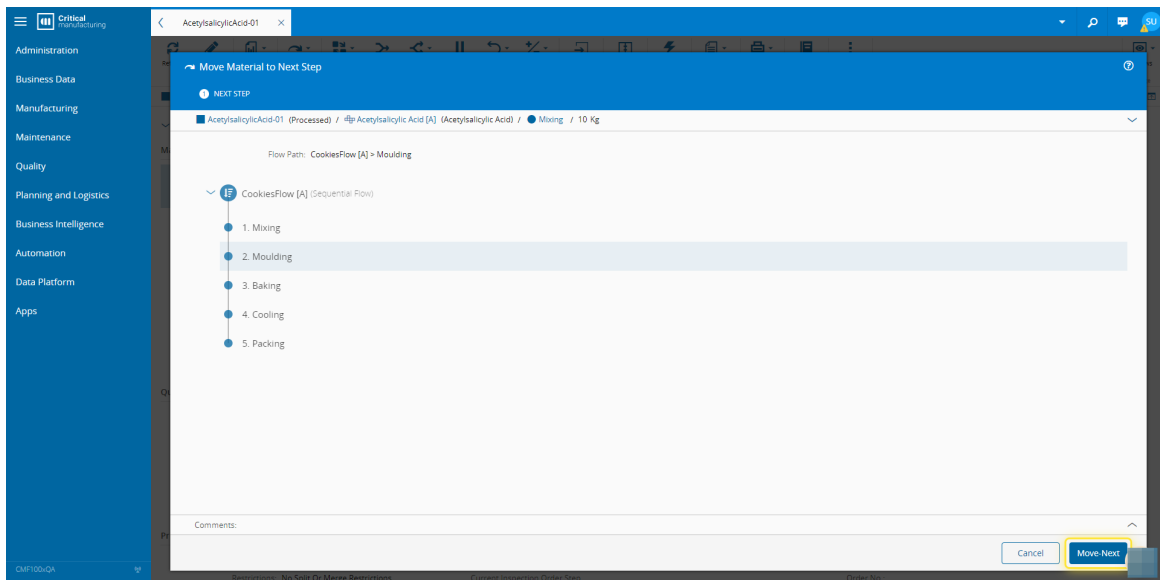 Critical manufacturing
AcetylsalicylicAcid-01 ×
SU
Administration
Business Data
Manufacturing
Maintenance
Quality
Planning and Logistics
Business Intelligence
Automation
Data Platform
Apps
CMF100xQA
Move Material to Next Step
1 NEXT STEP
AcetylsalicylicAcid-01 (Processed) / Acetylsalicylic Acid [A] (Acetylsalicylic Acid) / Mixing / 10 Kg
Flow Path: CookiesFlow [A] > Moulding
CookiesFlow [A] (Sequential Flow)
1. Mixing
2. Moulding
3. Baking
4. Cooling
5. Packing
Comments:
Cancel Move-Next
Restrictions: No Split Or Merge Restrictions Current Inspection Order Step Order No.: